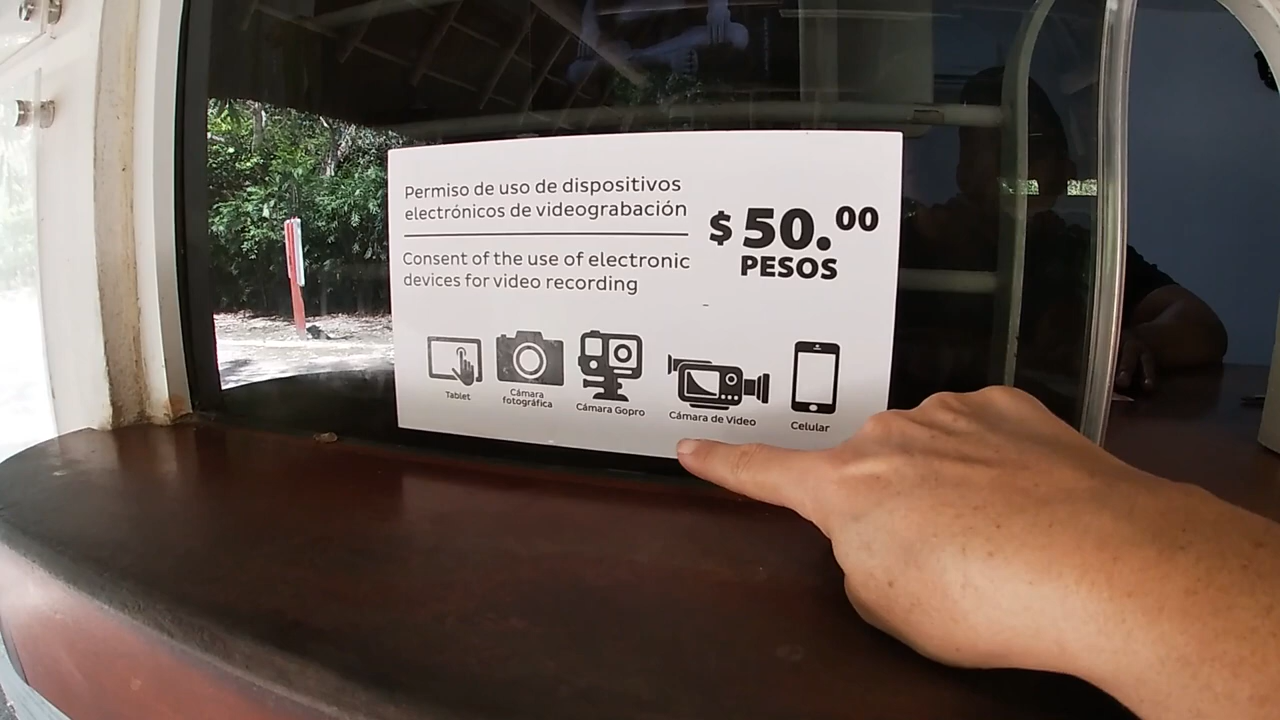 Permiso de uso de dispositivos
electrónicos de videograbación
Consent of the use of electronic
devices for video recording
$50.00
PESOS
Tablet
Cámara
fotográfica
Cámara Gopro
Cámara de Video
Celular